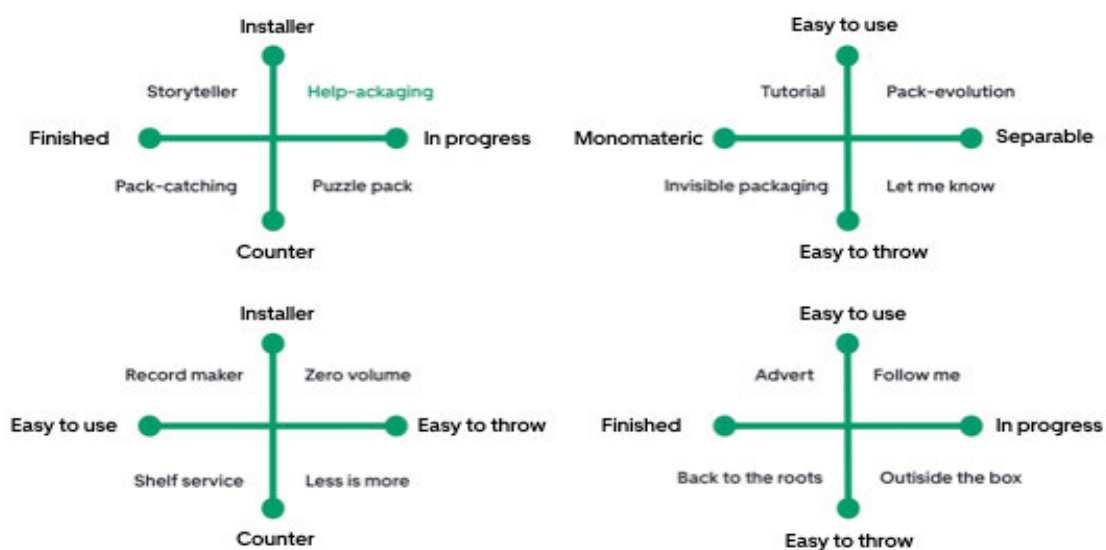 Installer
Storyteller
Help-ackaging
Finished
In progress
Pack-catching
Puzzle pack
Counter
Easy to use
Tutorial
Pack-evolution
Monomateric
Separable
Invisible packaging
Let me know
Easy to throw
Installer
Record maker
Zero volume
Easy to use
Easy to throw
Shelf service
Less is more
Counter
Easy to use
Advert
Follow me
Finished
In progress
Back to the roots
Outiside the box
Easy to throw